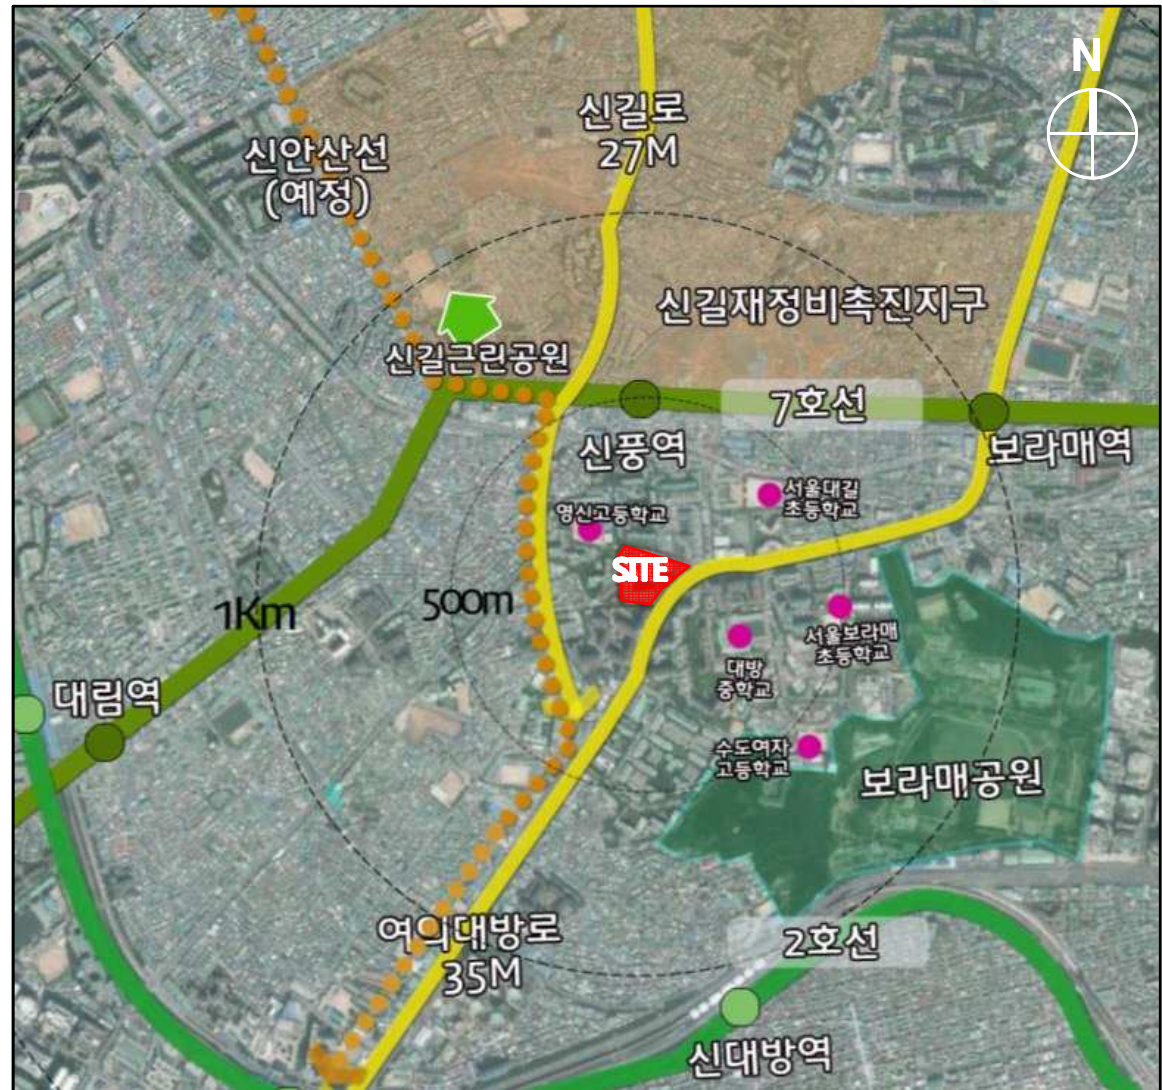 N
신길로
27M
신안산선
(예정)
신길재정비촉진지구
신길근린공원
7호선
신풍역
보라매역
서울대길
초등학교
영신고등학교
SITE
500m
1Km
서울보라매
초등학교
대방
중학교
대림역
수도여자
고등학교
보라매공원
여의대방로
35M
2호선
신대방역